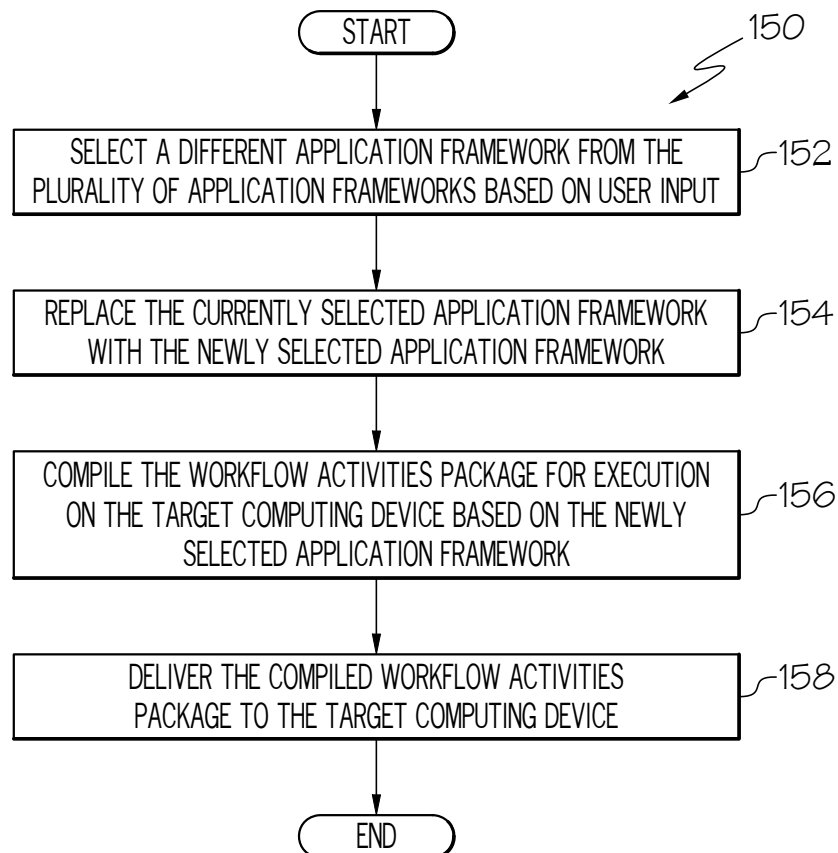 START
150
SELECT A DIFFERENT APPLICATION FRAMEWORK FROM THE
PLURALITY OF APPLICATION FRAMEWORKS BASED ON USER INPUT
152
REPLACE THE CURRENTLY SELECTED APPLICATION FRAMEWORK
WITH THE NEWLY SELECTED APPLICATION FRAMEWORK
154
COMPILE THE WORKFLOW ACTIVITIES PACKAGE FOR EXECUTION
ON THE TARGET COMPUTING DEVICE BASED ON THE NEWLY
SELECTED APPLICATION FRAMEWORK
156
DELIVER THE COMPILED WORKFLOW ACTIVITIES
PACKAGE TO THE TARGET COMPUTING DEVICE
158
END